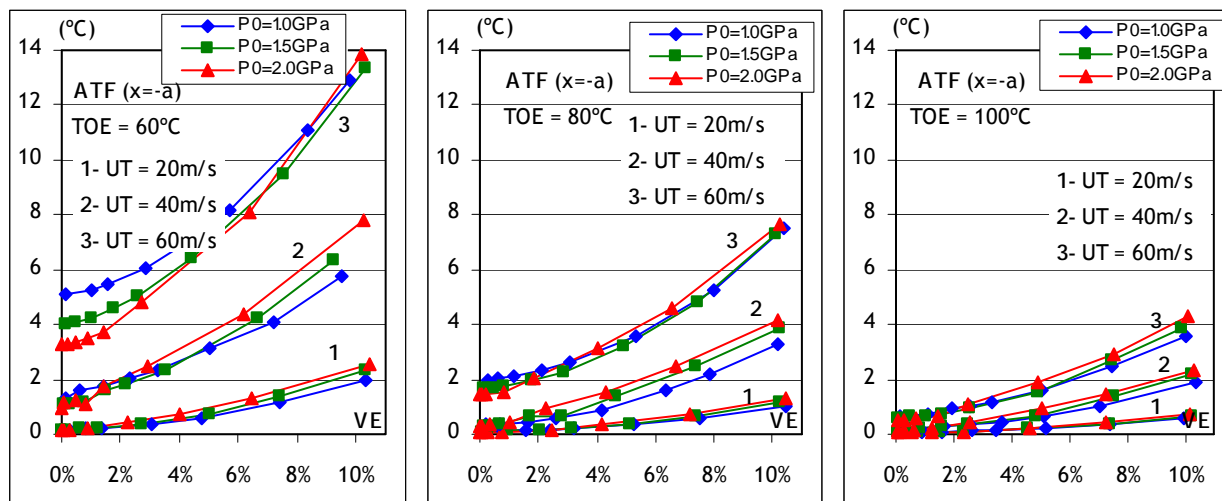 (ºC)
P0=1.0GPa
P0=1.5GPa
P0=2.0GPa
14
12
10
8
6
4
2
0
ATF (x=-a)
TOE = 60ºC
1- UT = 20m/s
2- UT = 40m/s
3- UT = 60m/s
3
2
1
VE
0% 2% 4% 6% 8% 10%
(ºC)
P0=1.0GPa
P0=1.5GPa
P0=2.0GPa
14
12
10
8
6
4
2
0
ATF (x=-a)
TOE = 80ºC
1- UT = 20m/s
2- UT = 40m/s
3- UT = 60m/s
3
2
1
VE
0% 2% 4% 6% 8% 10%
(ºC)
P0=1.0GPa
P0=1.5GPa
P0=2.0GPa
14
12
10
8
6
4
2
0
ATF (x=-a)
TOE = 100ºC
1- UT = 20m/s
2- UT = 40m/s
3- UT = 60m/s
3
2
1
VE
0% 2% 4% 6% 8% 10%